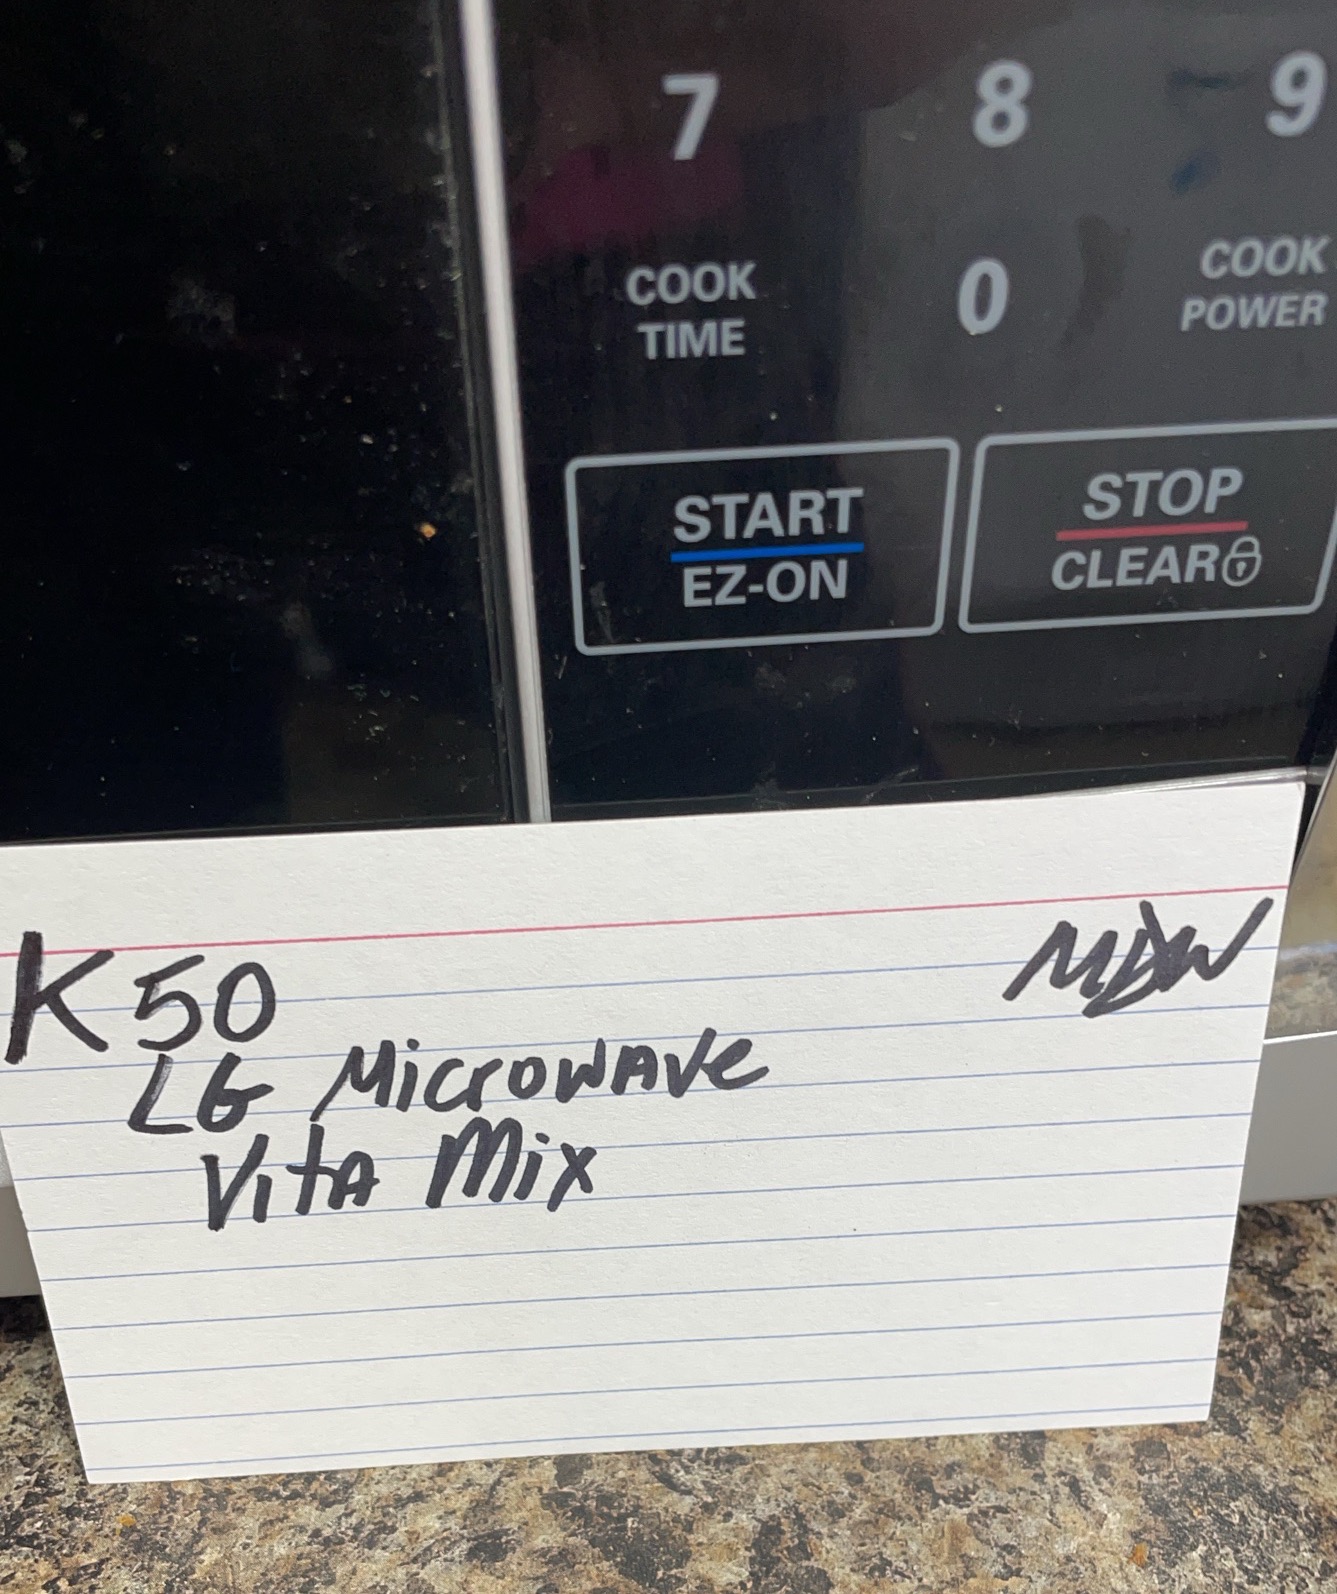 7 8 9
COOK TIME 0 COOK POWER
START STOP
EZ-ON CLEAR
K50 MDW
LG Microwave
Vita Mix